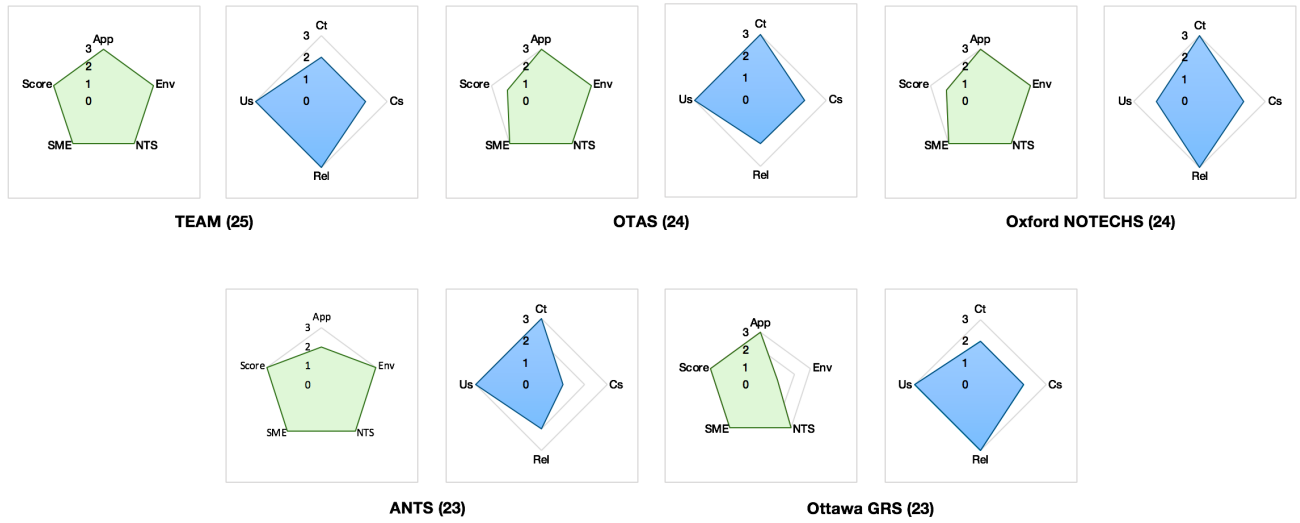 App
3
2
1
0
Score
Env
SME
NTS
Ct
3
2
1
0
Us
Cs
Rel
TEAM (25)
App
3
2
1
0
Score
Env
SME
NTS
Ct
3
2
1
0
Us
Cs
Rel
OTAS (24)
App
3
2
1
0
Score
Env
SME
NTS
Ct
3
2
1
0
Us
Cs
Rel
Oxford NOTECHS (24)
App
3
2
1
0
Score
Env
SME
NTS
Ct
3
2
1
0
Us
Cs
Rel
ANTS (23)
App
3
2
1
0
Score
Env
SME
NTS
Ct
3
2
1
0
Us
Cs
Rel
Ottawa GRS (23)